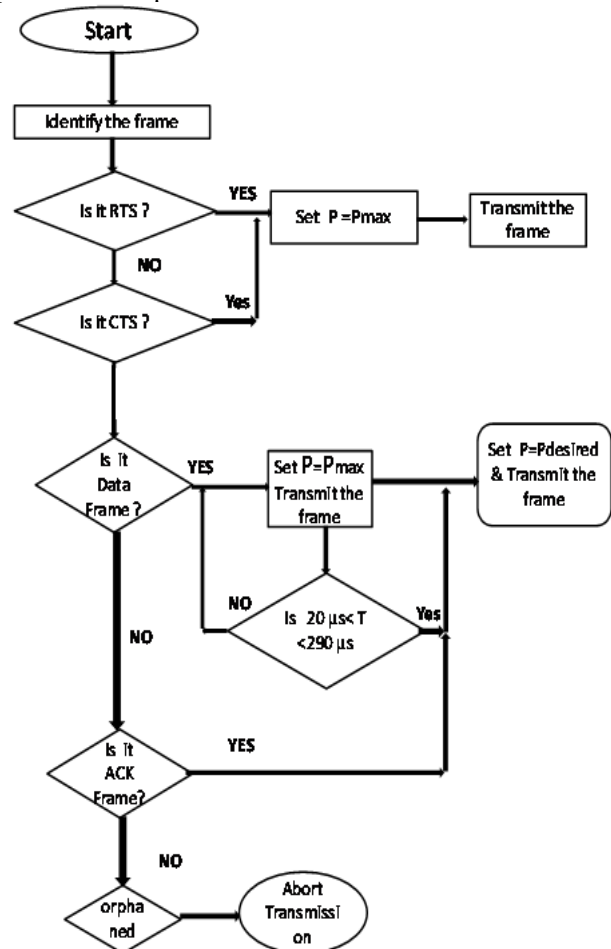 Start
Identify the frame
Is it RTS ?
YES
Set P =Pmax
Transmit the
frame
NO
Is it CTS ?
Yes
Is it
Data
Frame ?
YES
Set P=Pmax
Transmit the
frame
Set P=Pdesired
& Transmit the
frame
NO
Is 20 µs< T
<290 µs
Yes
NO
Is it
ACK
Frame?
YES
NO
orpha
ned
Abort
Transmissi
on